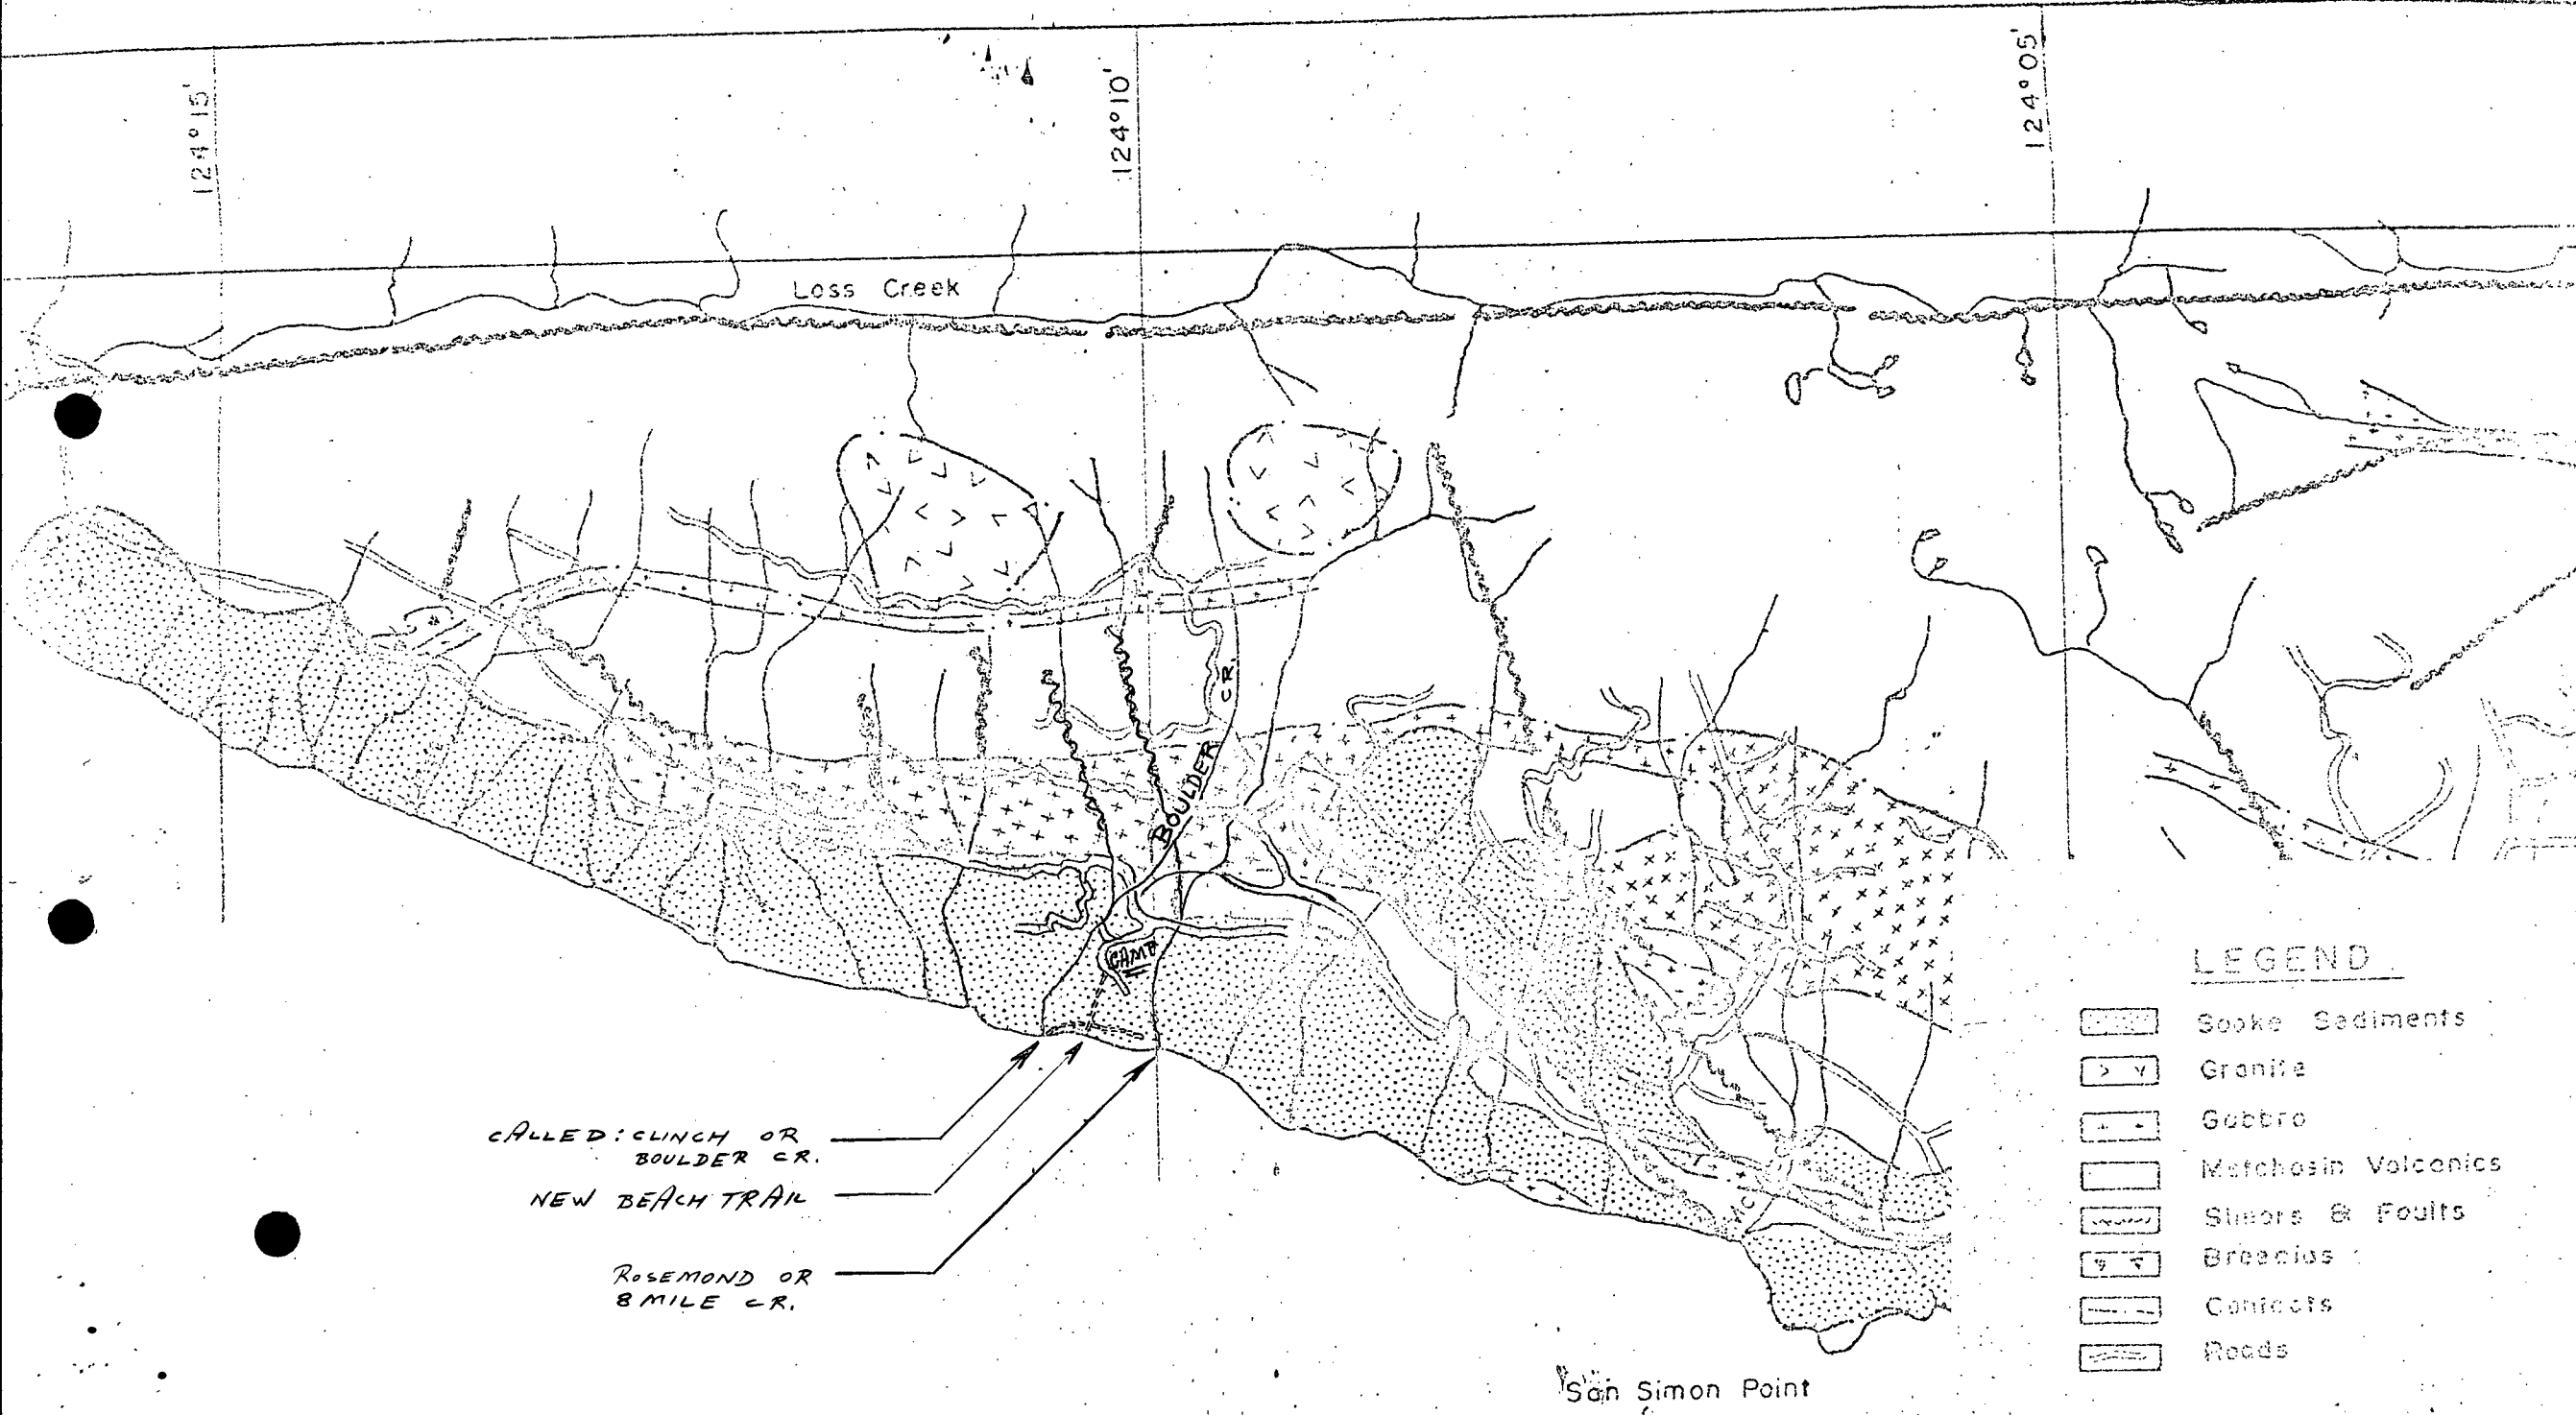 124° 15'
124° 10'
124° 05'
Loss Creek
CR.
BOULDER
CAMP
CALLED: CLINCH OR
BOULDER CR.
NEW BEACH TRAIL
ROSEMOND OR
8 MILE CR.
San Simon Point
LEGEND
Sooke Sediments
Granite
Gabbro
Metchosin Volcanics
Shears & Faults
Breccias
Contacts
Roads